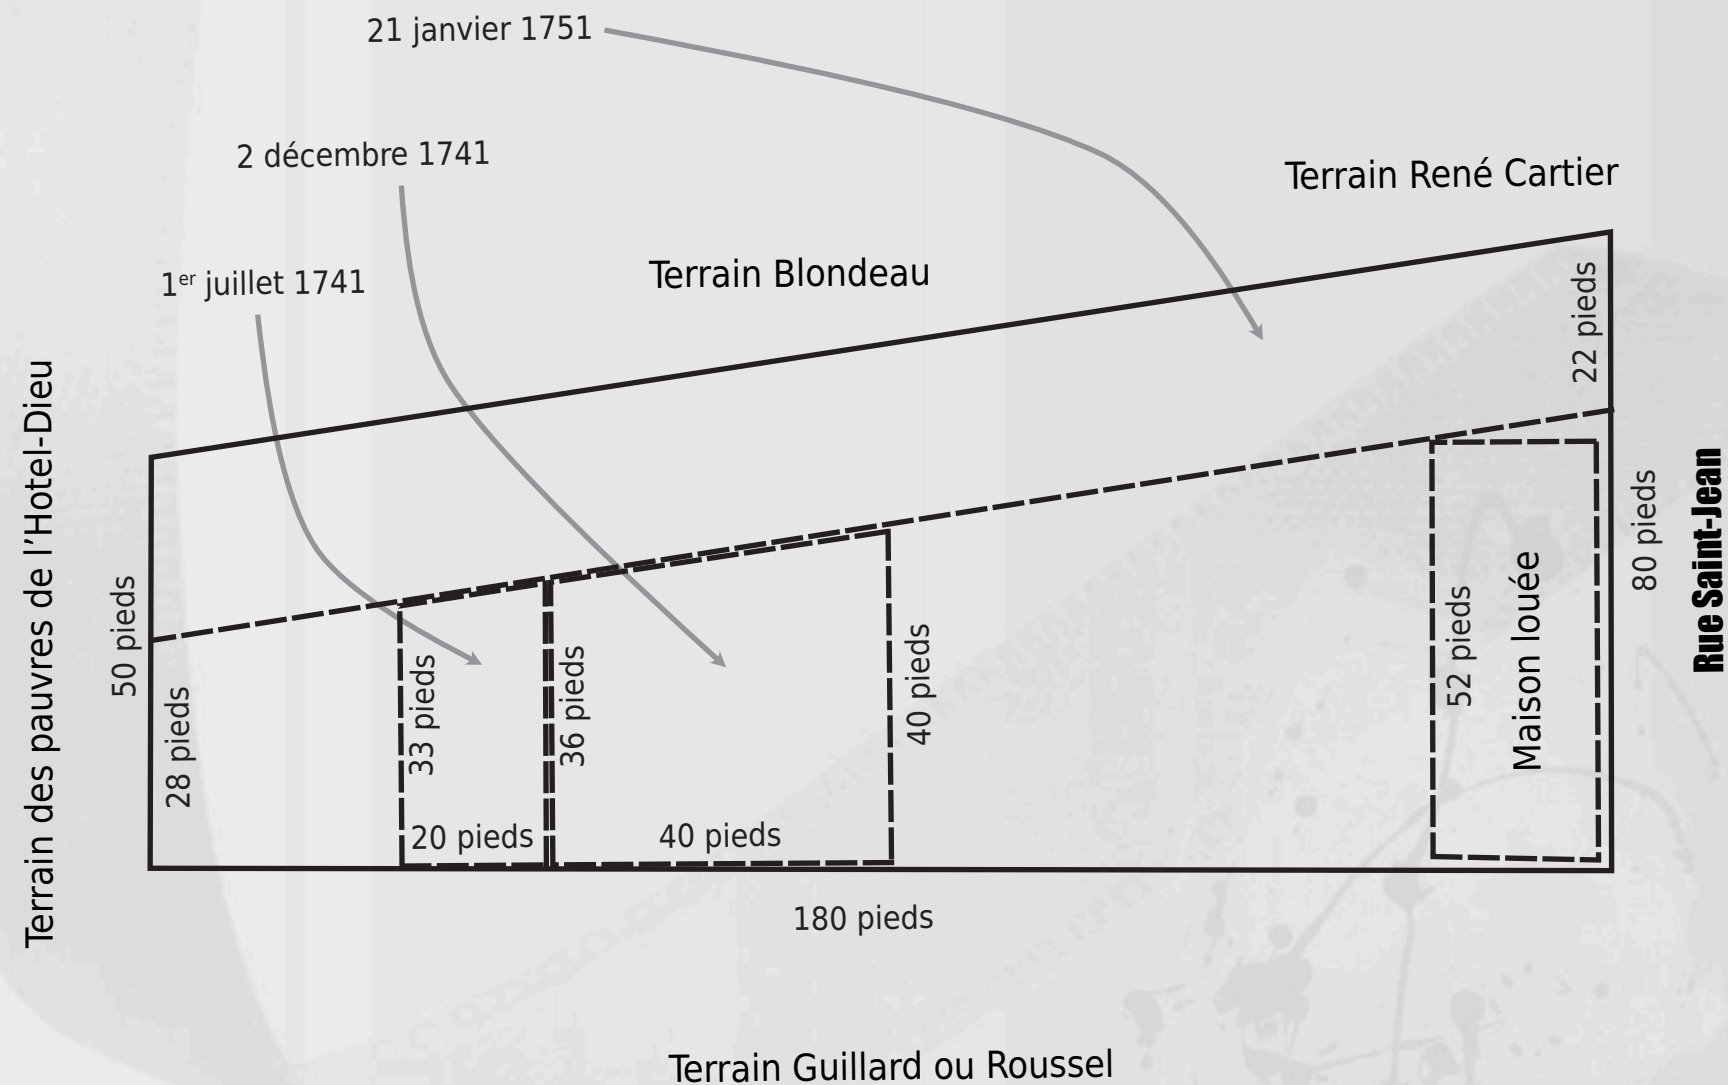 21 janvier 1751
2 décembre 1741
Terrain René Cartier
1er juillet 1741
Terrain Blondeau
22 pieds
Terrain des pauvres de l'Hotel-Dieu
50 pieds
28 pieds
33 pieds
36 pieds
40 pieds
52 pieds
Maison louée
80 pieds
Rue Saint-Jean
20 pieds
40 pieds
180 pieds
Terrain Guillard ou Roussel